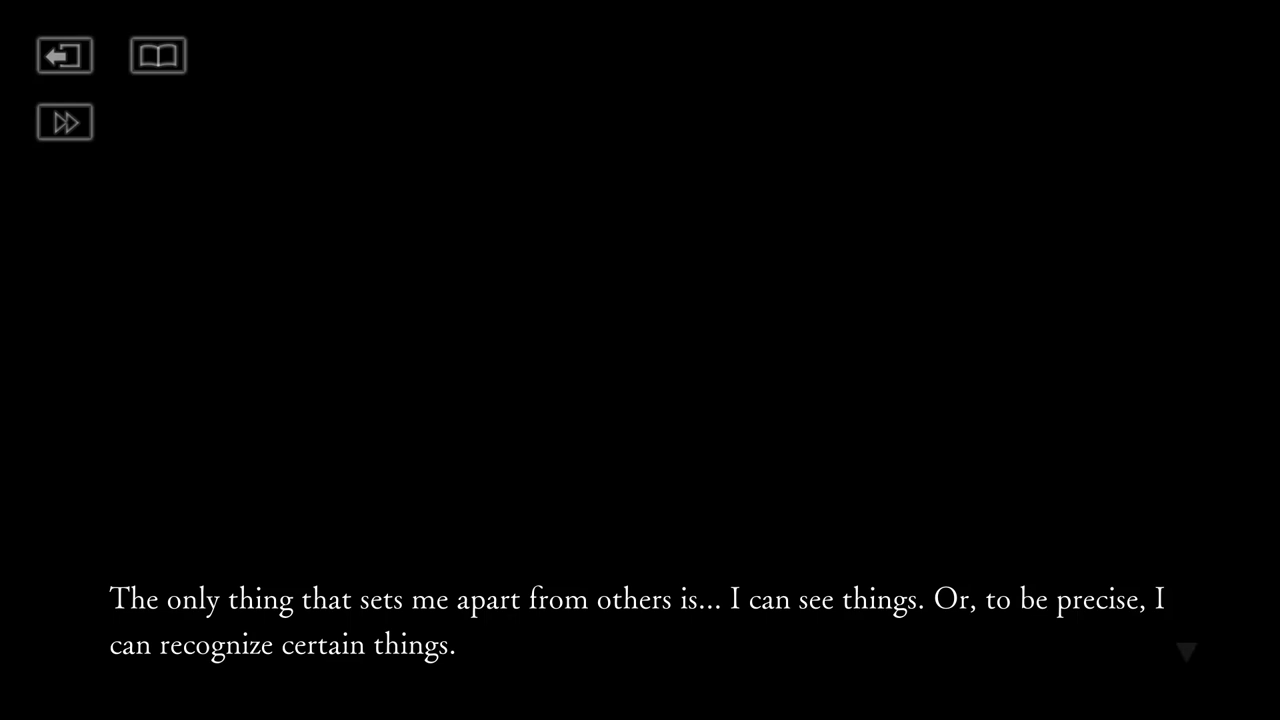 The only thing that sets me apart from others is... I can see things. Or, to be precise, I
can recognize certain things.